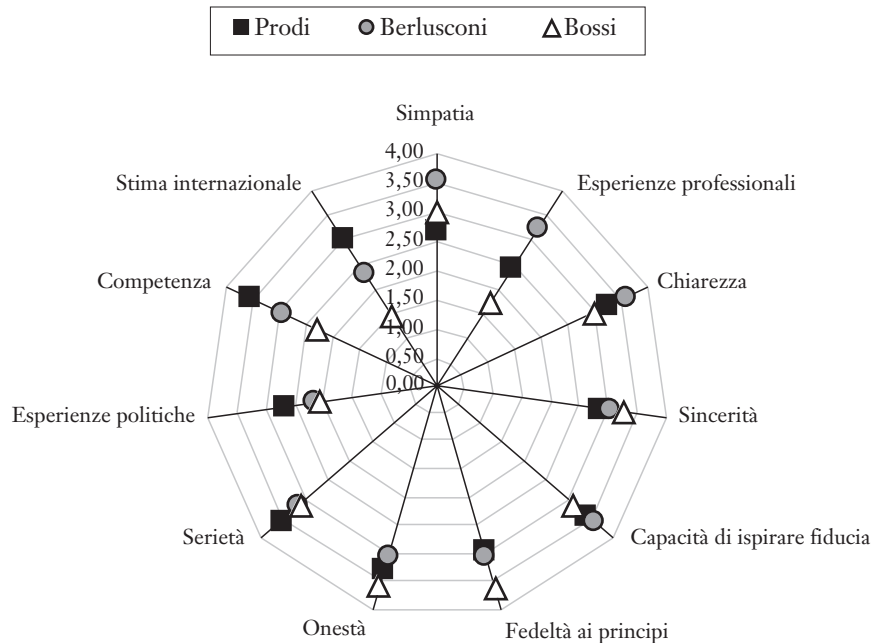 Prodi Berlusconi Bossi
Simpatia
Stima internazionale
Esperienze professionali
Competenza
Chiarezza
Esperienze politiche
Sincerità
Serietà
Capacità di ispirare fiducia
Onestà
Fedeltà ai principi
4,00
3,50
3,00
2,50
2,00
1,50
1,00
0,50
0,00